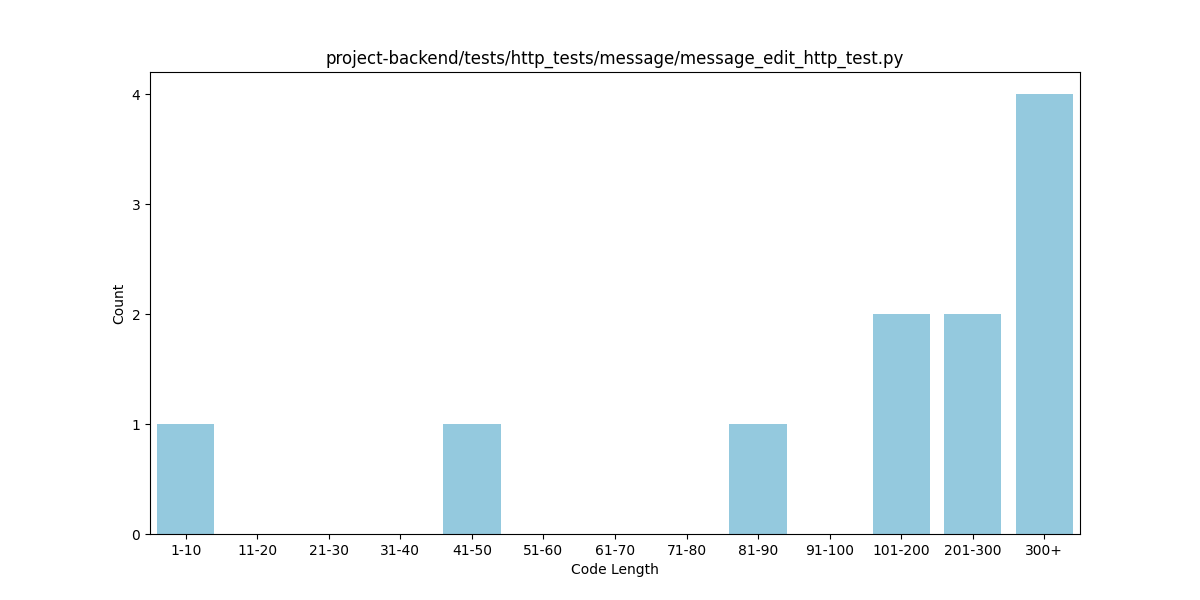 project-backend/tests/http_tests/message/message_edit_http_test.py
4
3
2
1
0
Count
1-10 11-20 21-30 31-40 41-50 51-60 61-70 71-80 81-90 91-100 101-200 201-300 300+
Code Length